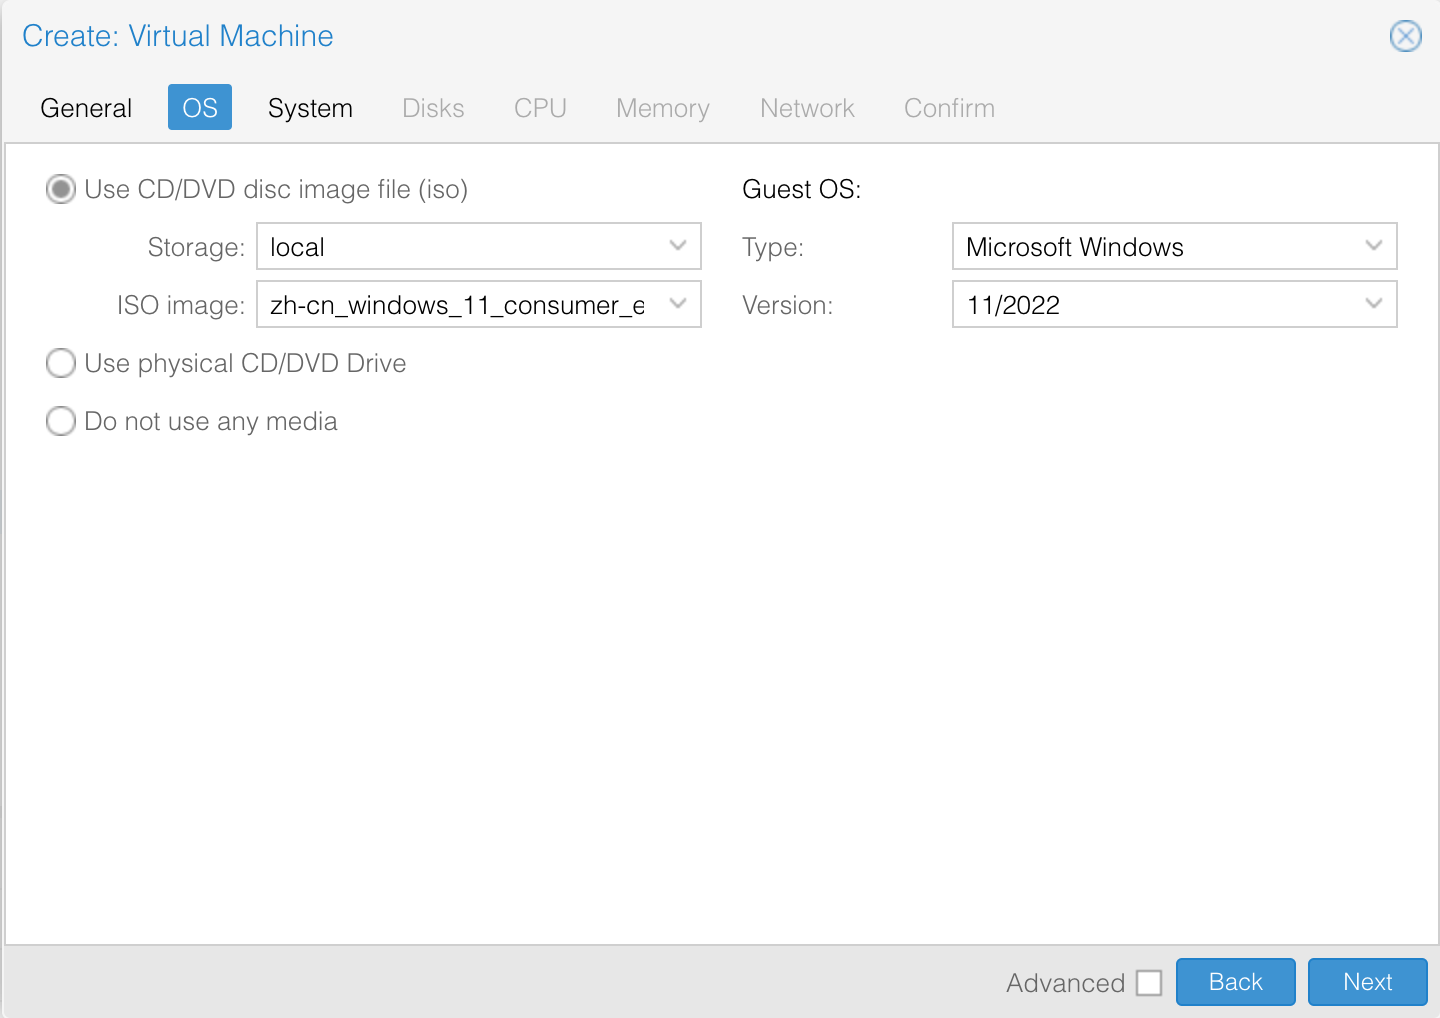 Create: Virtual Machine
General OS System Disks CPU Memory Network Confirm
Use CD/DVD disc image file (iso)
Storage: local
ISO image: zh-cn_windows_11_consumer_e
Use physical CD/DVD Drive
Do not use any media
Guest OS:
Type: Microsoft Windows
Version: 11/2022
Advanced Back Next